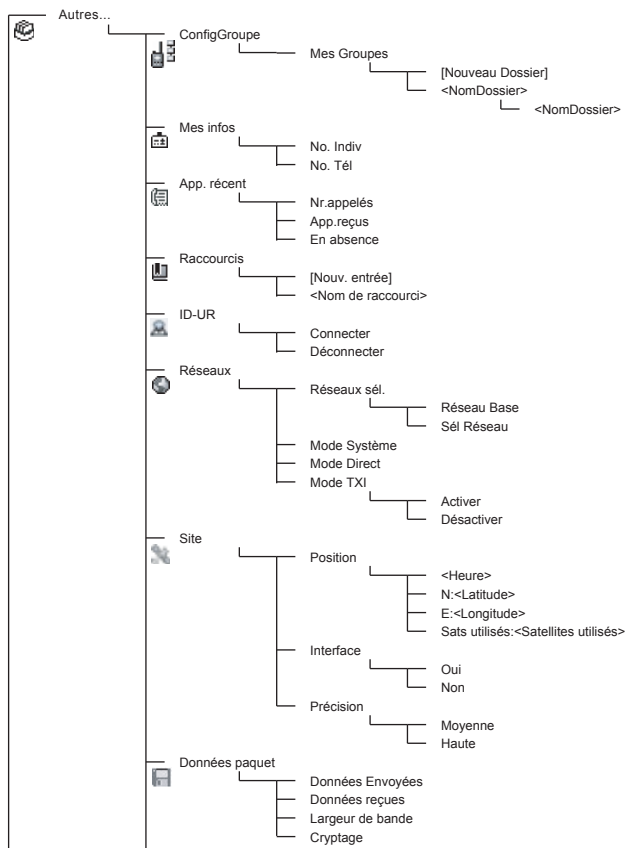 Autres...
ConfigGroupe
Mes Groupes
[Nouveau Dossier]
<NomDossier>
<NomDossier>
Mes infos
No. Indiv
No. Tél
App. récent
Nr.appelés
App.reçus
En absence
Raccourcis
[Nouv. entrée]
<Nom de raccourci>
ID-UR
Connecter
Déconnecter
Réseaux
Réseaux sél.
Réseau Base
Sél Réseau
Mode Système
Mode Direct
Mode TXI
Activer
Désactiver
Site
Position
<Heure>
N:<Latitude>
E:<Longitude>
Sats utilisés:<Satellites utilisés>
Interface
Oui
Non
Précision
Moyenne
Haute
Données paquet
Données Envoyées
Données reçues
Largeur de bande
Cryptage